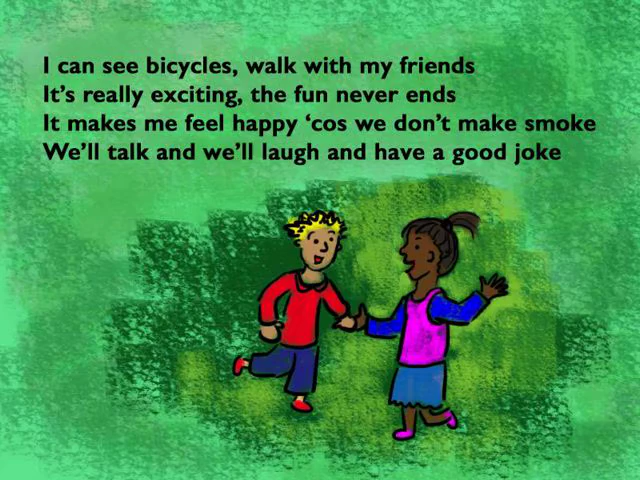 I can see bicycles, walk with my friends
It’s really exciting, the fun never ends
It makes me feel happy ‘cos we don’t make smoke
We’ll talk and we’ll laugh and have a good joke